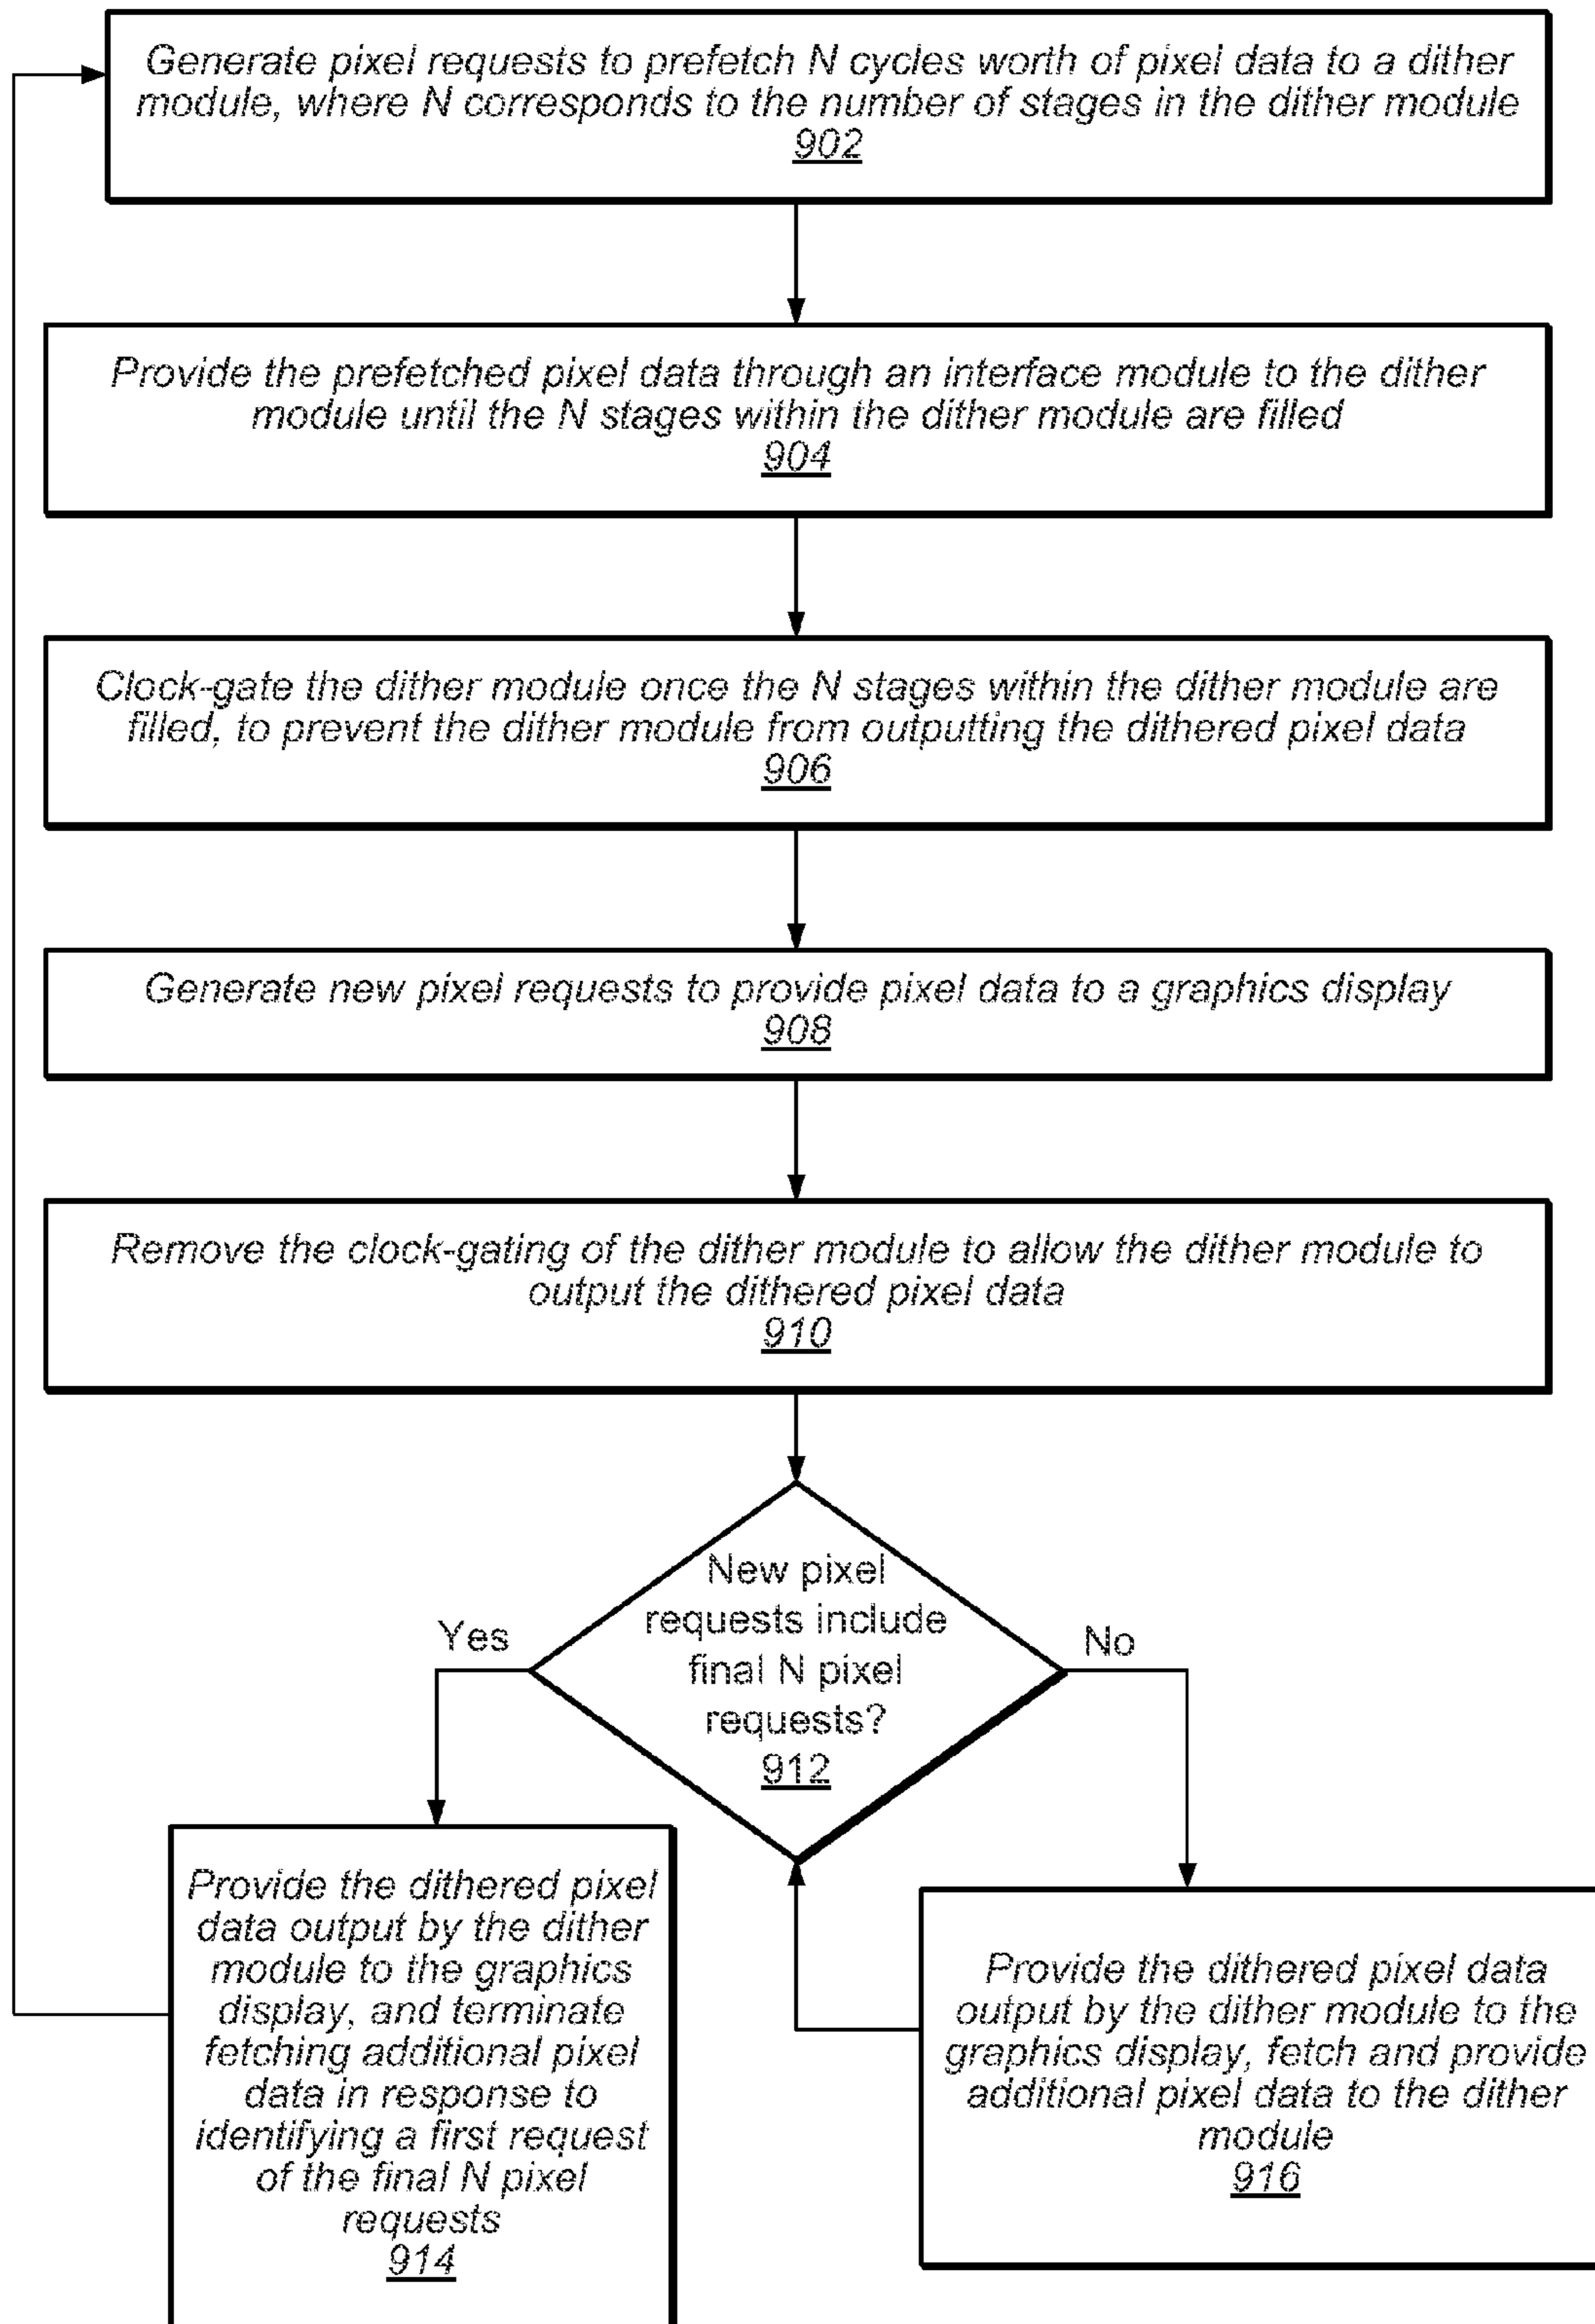 Generate pixel requests to prefetch N cycles worth of pixel data to a dither
module, where N corresponds to the number of stages in the dither module
902
Provide the prefetched pixel data through an interface module to the dither
module until the N stages within the dither module are filled
904
Clock-gate the dither module once the N stages within the dither module are
filled, to prevent the dither module from outputting the dithered pixel data
906
Generate new pixel requests to provide pixel data to a graphics display
908
Remove the clock-gating of the dither module to allow the dither module to
output the dithered pixel data
910
New pixel
requests include
final N pixel
requests?
912
Yes
No
Provide the dithered pixel
data output by the dither
module to the graphics
display, and terminate
fetching additional pixel
data in response to
identifying a first request
of the final N pixel
requests
914
Provide the dithered pixel data
output by the dither module to the
graphics display, fetch and provide
additional pixel data to the dither
module
916